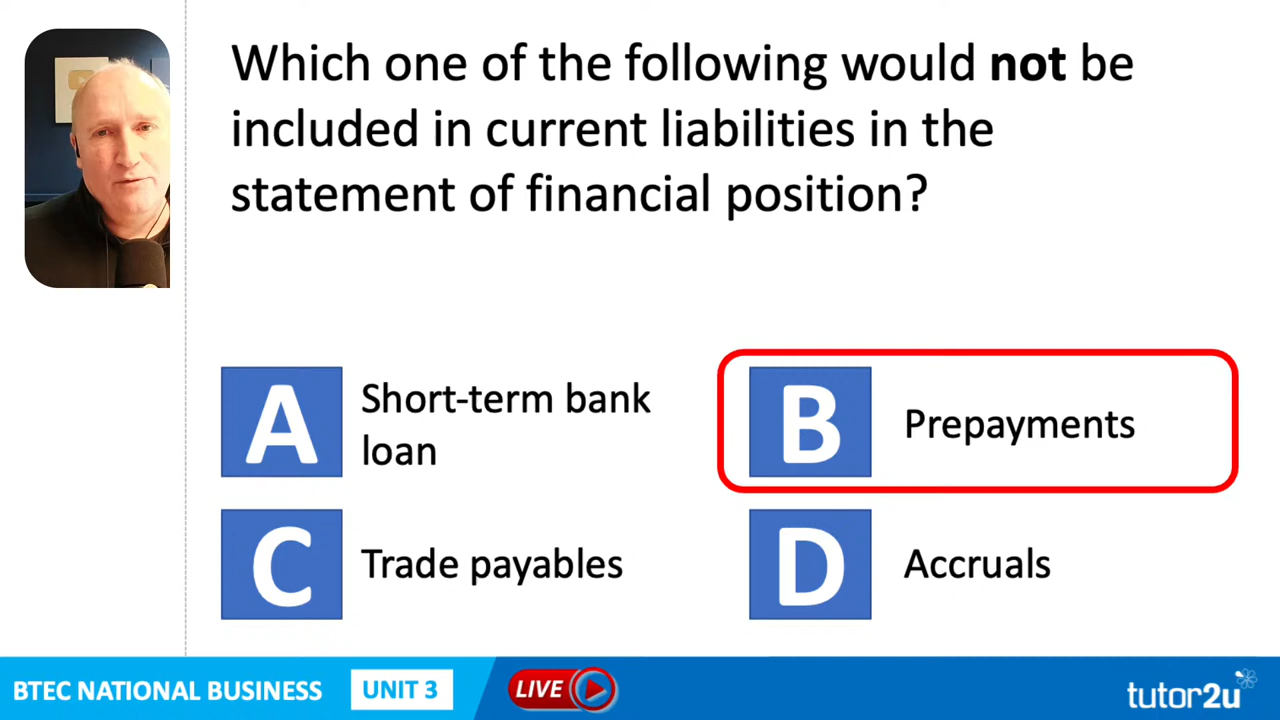 Which one of the following would not be
included in current liabilities in the
statement of financial position?
A
Short-term bank
loan
B
Prepayments
C
Trade payables
D
Accruals
BTEC NATIONAL BUSINESS
UNIT 3
LIVE
tutor2u